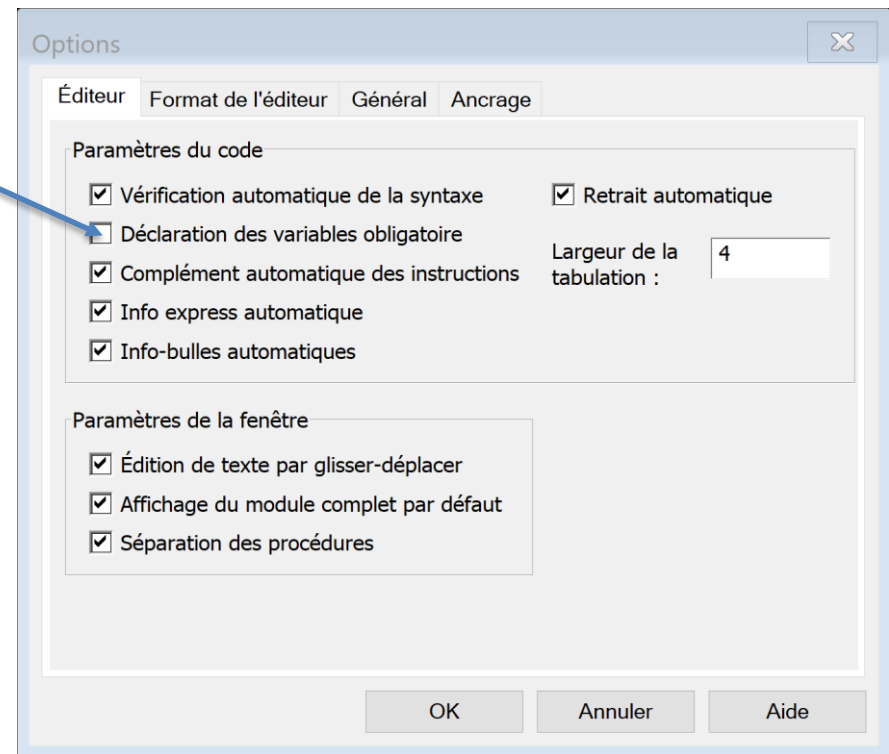 Options
Éditeur Format de l'éditeur Général Ancrage
Paramètres du code
Vérification automatique de la syntaxe
Retrait automatique
Déclaration des variables obligatoire
Largeur de la
tabulation :
4
Complément automatique des instructions
Info express automatique
Info-bulles automatiques
Paramètres de la fenêtre
Édition de texte par glisser-déplacer
Affichage du module complet par défaut
Séparation des procédures
OK Annuler Aide